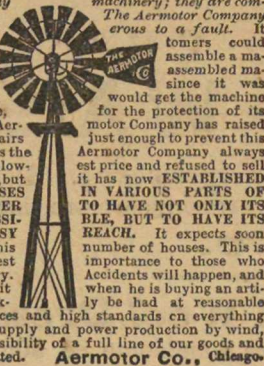 machinery; they are com-
The Aermotor Company
erous to a fault. It
tomers could
THE
AERMOTOR
Co
assemble a ma-
assembled ma-
since it was
would get the machine
for the protection of its
motor Company has raised
just enough to prevent this
Aermotor Company always
est price and refused to sell
it has now ESTABLISHED
IN VARIOUS PARTS OF
TO HAVE NOT ONLY ITS
BLE, BUT TO HAVE ITS
REACH. It expects soon
number of houses. This is
importance to those who
Accidents will happen, and
when he is buying an arti-
ly be had at reasonable
ces and high standards on everything
upply and power production by wind,
sibility of a full line of our goods and
ted. Aermotor Co., Chicago.